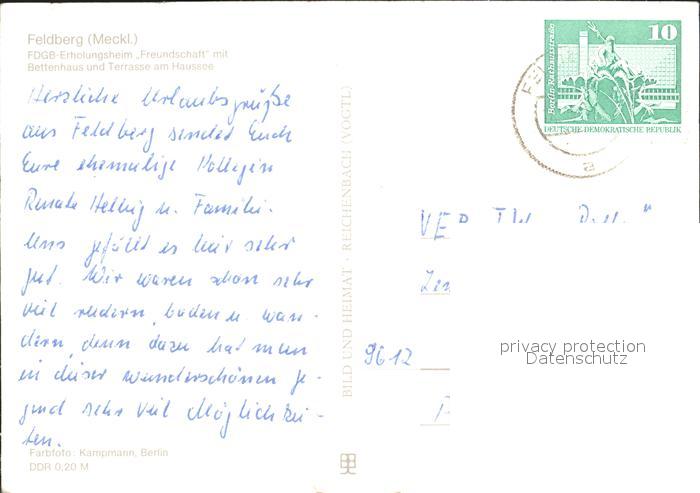 Feldberg (Meckl.)
FDGB-Erholungsheim „Freundschaft" mit
Bettenhaus und Terrasse am Haussee
Herzliche Urlaubsgrüße
aus Feldberg sendet Euch
Eure ehemalige Kollegin
Renate Helbig u. Familie.
Uns gefällt es hier sehr
gut. Wir waren schon sehr
viel rudern, baden u. wan-
dern, denn dazu hat man
in dieser wunderschönen Ge-
gend sehr viel Möglichkei-
ten.
Farbfoto: Kampmann, Berlin
DDR 0,20 M
BILD UND HEIMAT · REICHENBACH (VOGTL)
10
Berlin-Rathausstraße
DEUTSCHE DEMOKRATISCHE REPUBLIK
a
VE
9612
privacy protection
Datenschutz